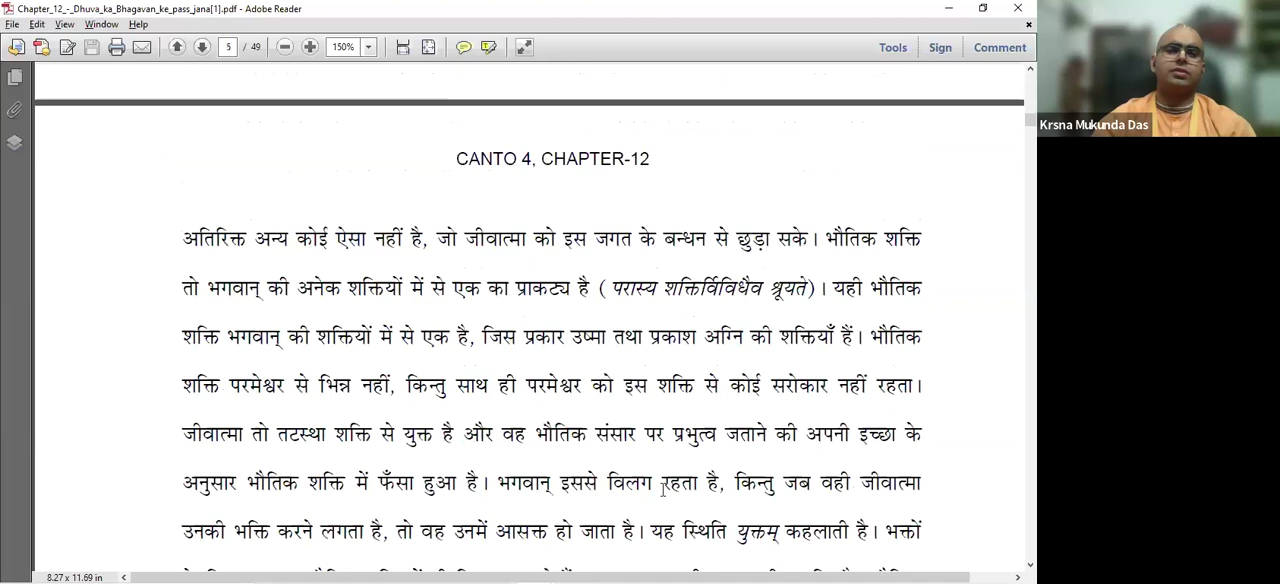 Chapter_12_-_Dhuva_ka_Bhagavan_ke_pass_jana[1].pdf - Adobe Reader
File Edit View Window Help
5 / 49 150% Tools Sign Comment
Krsna Mukunda Das
CANTO 4, CHAPTER-12
अतिरिक्त अन्य कोई ऐसा नहीं है, जो जीवात्मा को इस जगत के बन्धन से छुड़ा सके। भौतिक शक्ति
तो भगवान् की अनेक शक्तियों में से एक का प्राकट्य है ( परास्य शक्तिर्विविधैव श्रूयते)। यही भौतिक
शक्ति भगवान् की शक्तियों में से एक है, जिस प्रकार उष्मा तथा प्रकाश अग्नि की शक्तियाँ हैं। भौतिक
शक्ति परमेश्वर से भिन्न नहीं, किन्तु साथ ही परमेश्वर को इस शक्ति से कोई सरोकार नहीं रहता।
जीवात्मा तो तटस्था शक्ति से युक्त है और वह भौतिक संसार पर प्रभुत्व जताने की अपनी इच्छा के
अनुसार भौतिक शक्ति में फँसा हुआ है। भगवान् इससे विलग रहता है, किन्तु जब वही जीवात्मा
उनकी भक्ति करने लगता है, तो वह उनमें आसक्त हो जाता है। यह स्थिति युक्तम् कहलाती है। भक्तों
8.27 x 11.69 in